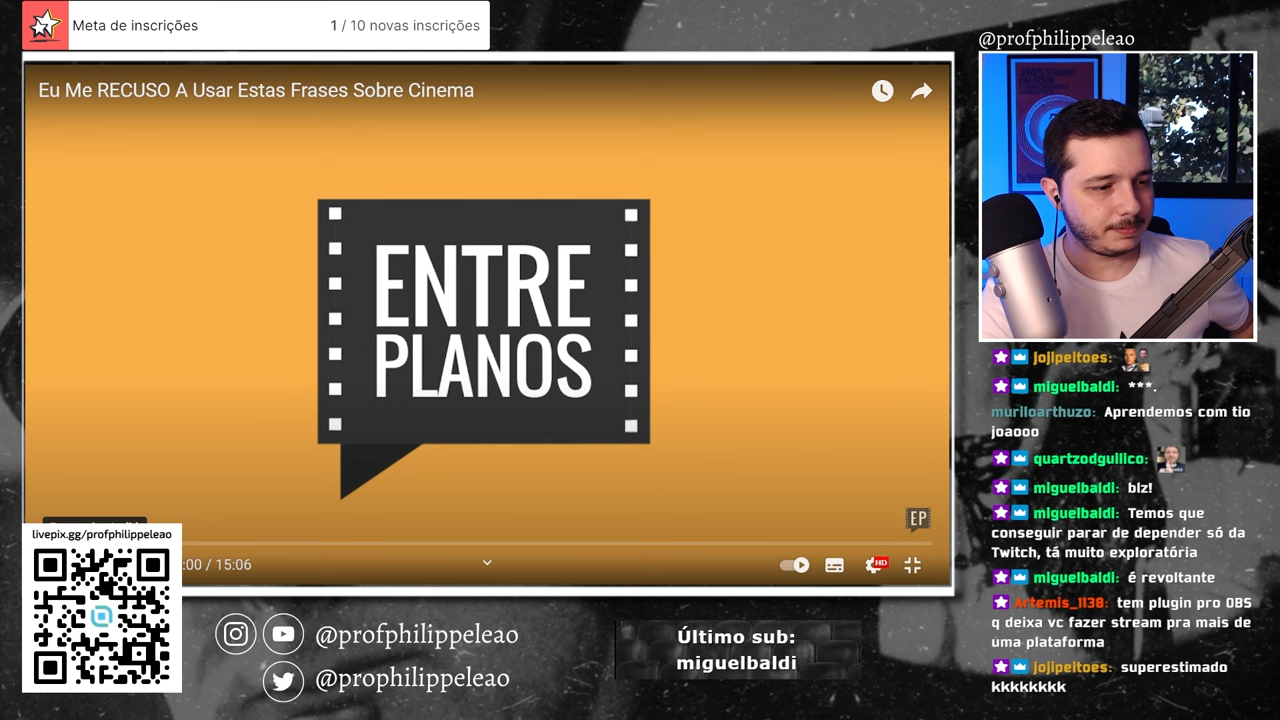 Meta de inscrições
1 / 10 novas inscrições
@profphilippeleao
Eu Me RECUSO A Usar Estas Frases Sobre Cinema
ENTRE
PLANOS
EP
livepix.gg/profphilippeleao
:00 / 15:06
HD
@profphilippeleao
@prophilippeleao
Último sub:
miguelbaldi
jojipeitoes:
miguelbaldi: ***.
muriloarthuzo: Aprendemos com tio
joaooo
quartzodgullico:
miguelbaldi: blz!
miguelbaldi: Temos que
conseguir parar de depender só da
Twitch, tá muito exploratória
miguelbaldi: é revoltante
Artemis_1138: tem plugin pro OBS
q deixa vc fazer stream pra mais de
uma plataforma
jojipeitoes: superestimado
kkkkkkkk